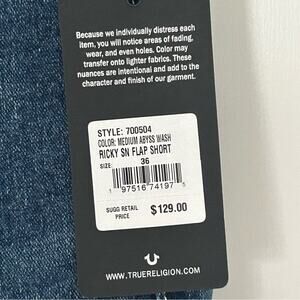 Because we individually distress each
item, you will notice areas of fading,
wear, and even holes. Color may
transfer onto lighter fabrics. These
nuances are intentional and add to the
character and finish of our garment.
STYLE: 700504
COLOR: MEDIUM ABYSS WASH
RICKY SN FLAP SHORT
SIZE: 36
1 97516 74197 5
SUGG RETAIL
PRICE
$129.00
WWW.TRUERELIGION.COM